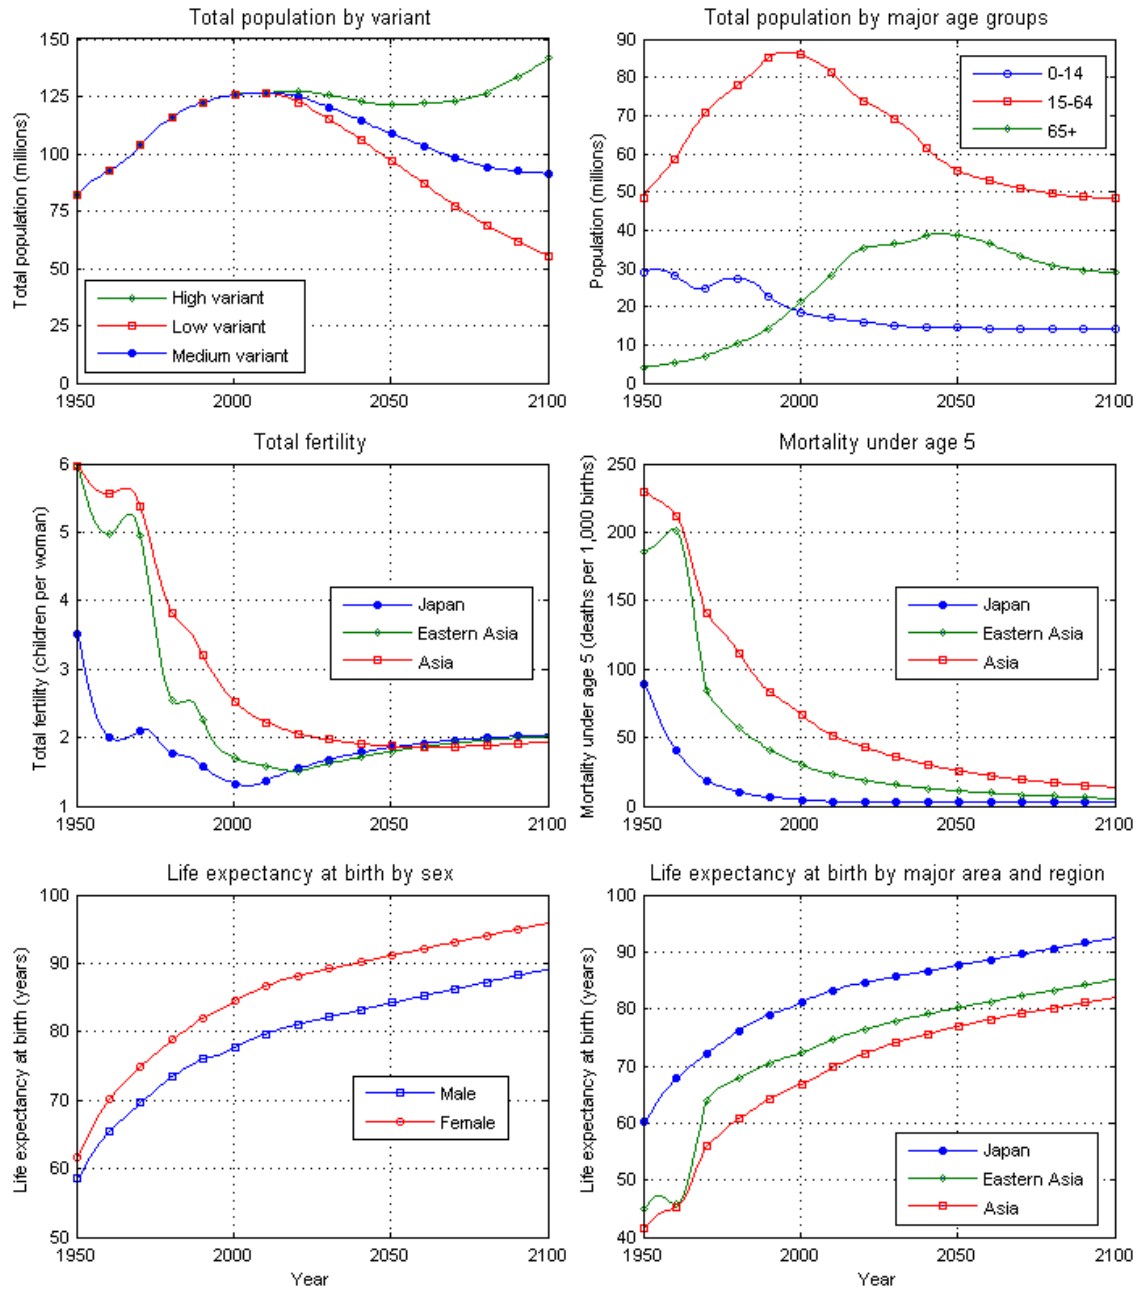 Total population by variant
Total population (millions)
150
125
100
75
50
25
0
1950 2000 2050 2100
High variant
Low variant
Medium variant
Total population by major age groups
Population (millions)
90
80
70
60
50
40
30
20
10
0
1950 2000 2050 2100
0-14
15-64
65+
Total fertility
Total fertility (children per woman)
6
5
4
3
2
1
1950 2000 2050 2100
Japan
Eastern Asia
Asia
Mortality under age 5
Mortality under age 5 (deaths per 1,000 births)
250
200
150
100
50
0
1950 2000 2050 2100
Japan
Eastern Asia
Asia
Life expectancy at birth by sex
Life expectancy at birth (years)
100
90
80
70
60
50
1950 2000 2050 2100
Year
Male
Female
Life expectancy at birth by major area and region
Life expectancy at birth (years)
100
90
80
70
60
50
40
1950 2000 2050 2100
Year
Japan
Eastern Asia
Asia